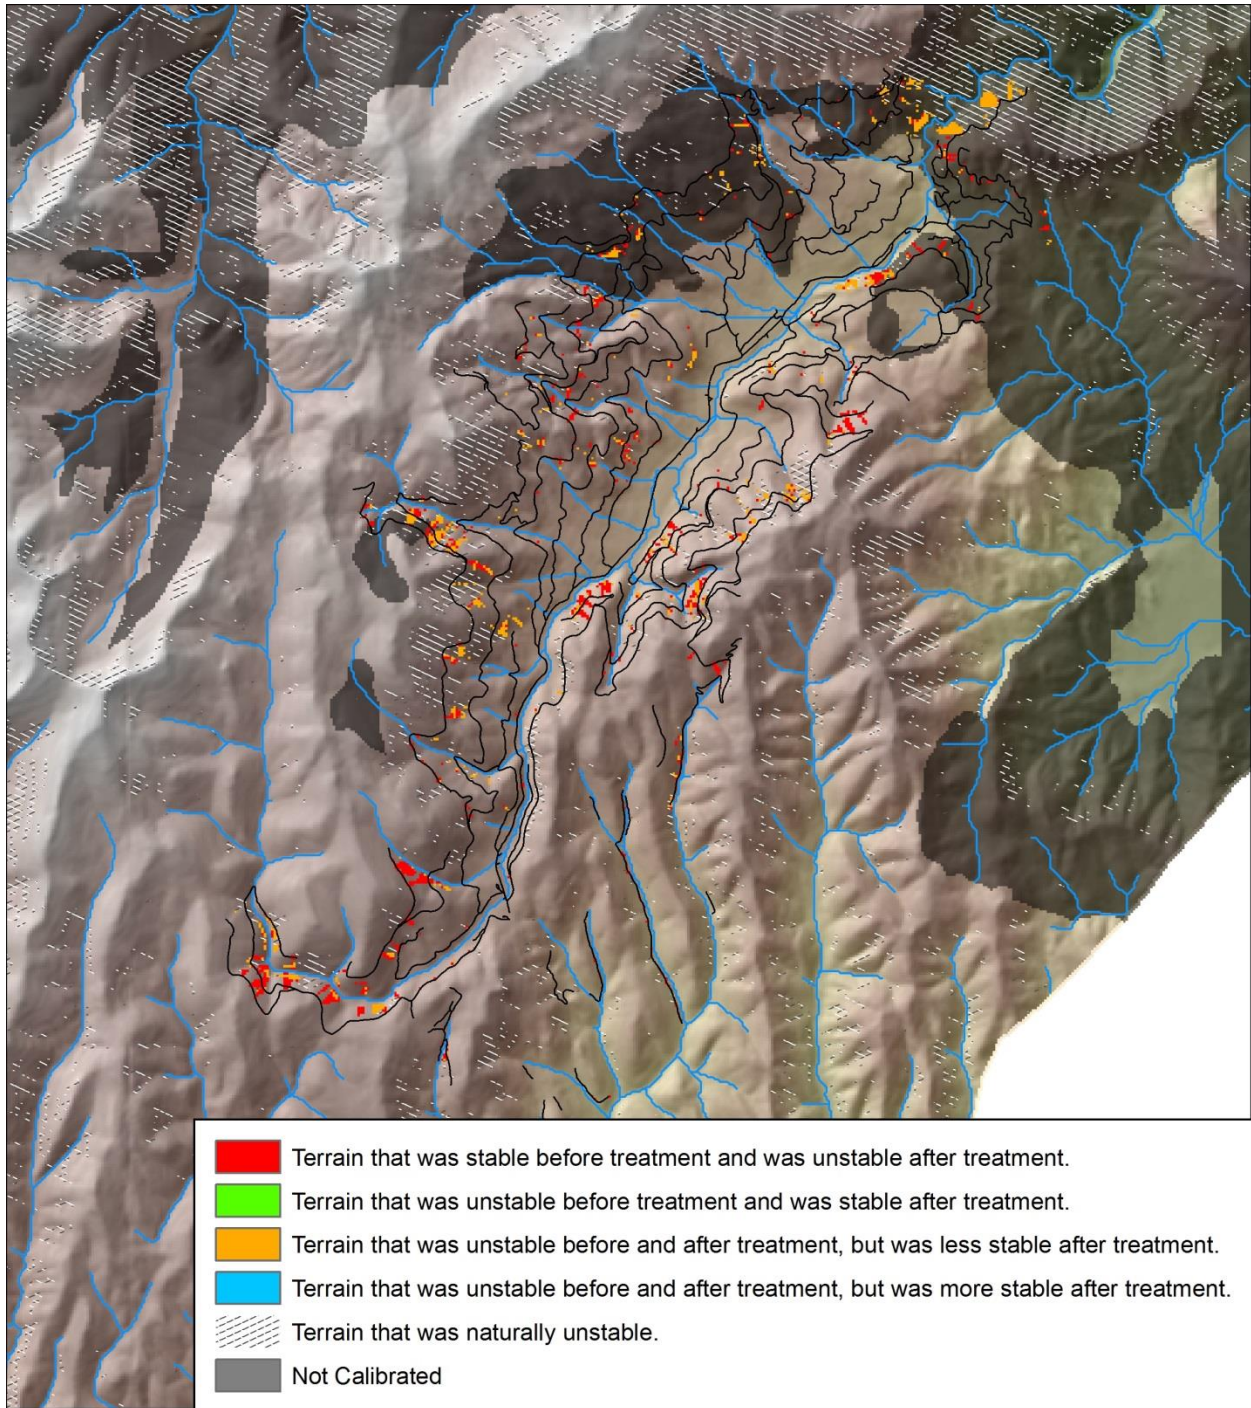 Terrain that was stable before treatment and was unstable after treatment.
Terrain that was unstable before treatment and was stable after treatment.
Terrain that was unstable before and after treatment, but was less stable after treatment.
Terrain that was unstable before and after treatment, but was more stable after treatment.
Terrain that was naturally unstable.
Not Calibrated